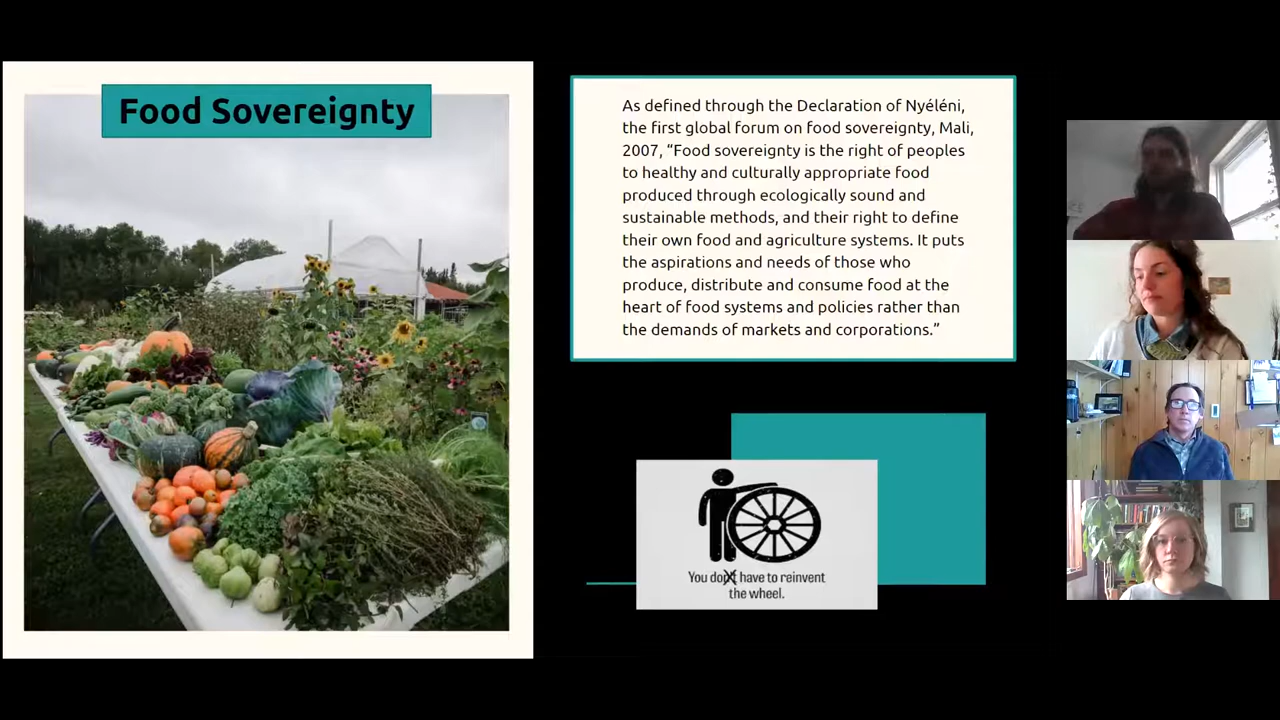 Food Sovereignty
As defined through the Declaration of Nyéléni,
the first global forum on food sovereignty, Mali,
2007, “Food sovereignty is the right of peoples
to healthy and culturally appropriate food
produced through ecologically sound and
sustainable methods, and their right to define
their own food and agriculture systems. It puts
the aspirations and needs of those who
produce, distribute and consume food at the
heart of food systems and policies rather than
the demands of markets and corporations.”
You don't have to reinvent
the wheel.